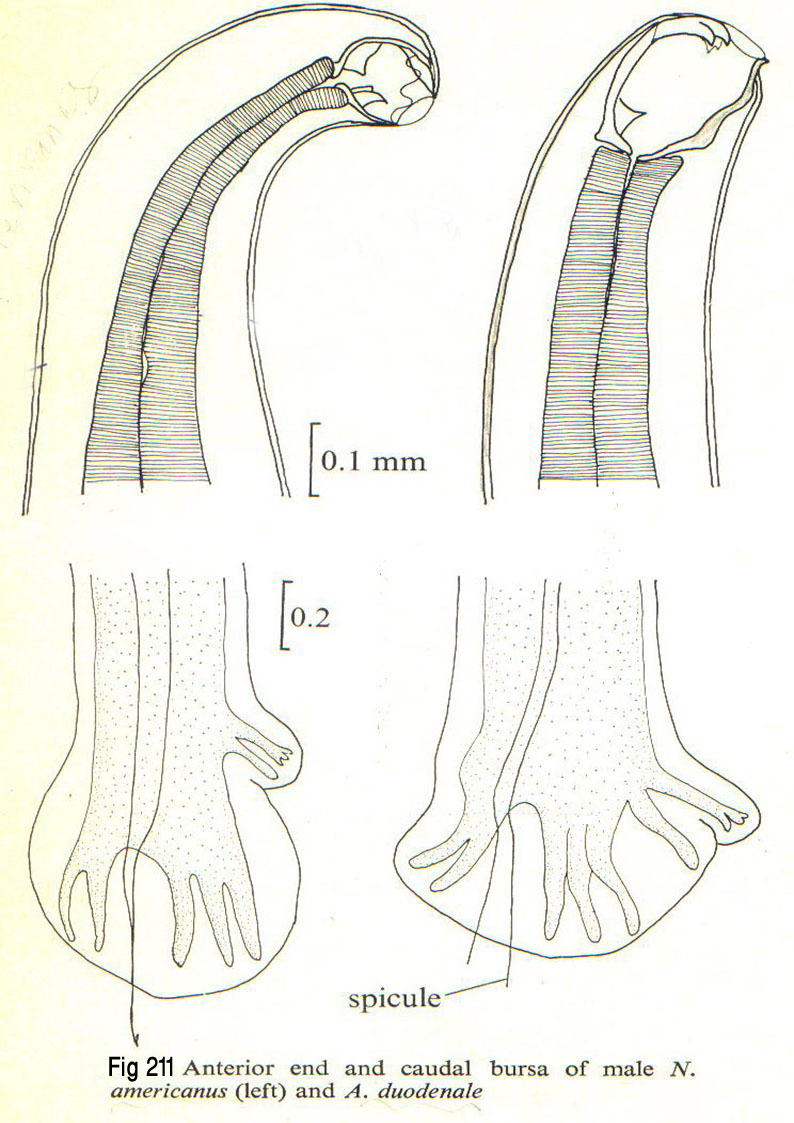 0.1 mm
0.2
spicule
Fig 211 Anterior end and caudal bursa of male N.
americanus (left) and A. duodenale